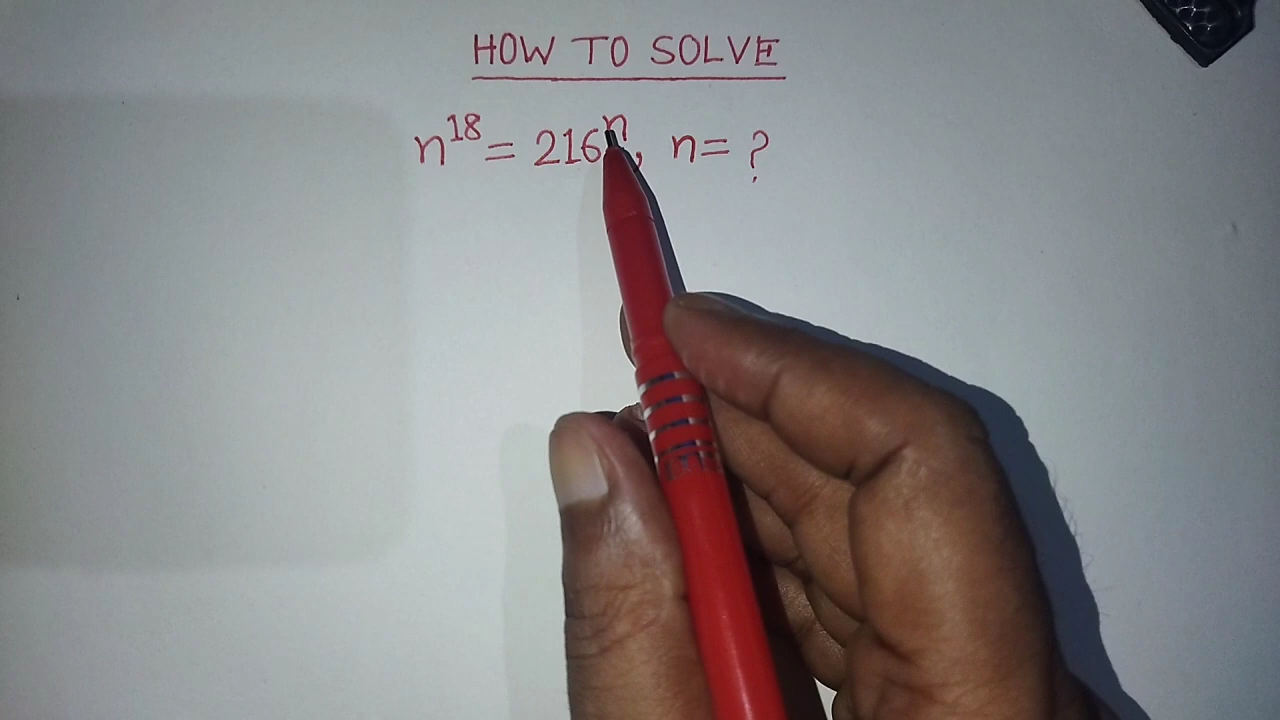 HOW TO SOLVE
n¹⁸ = 216ⁿ, n = ?